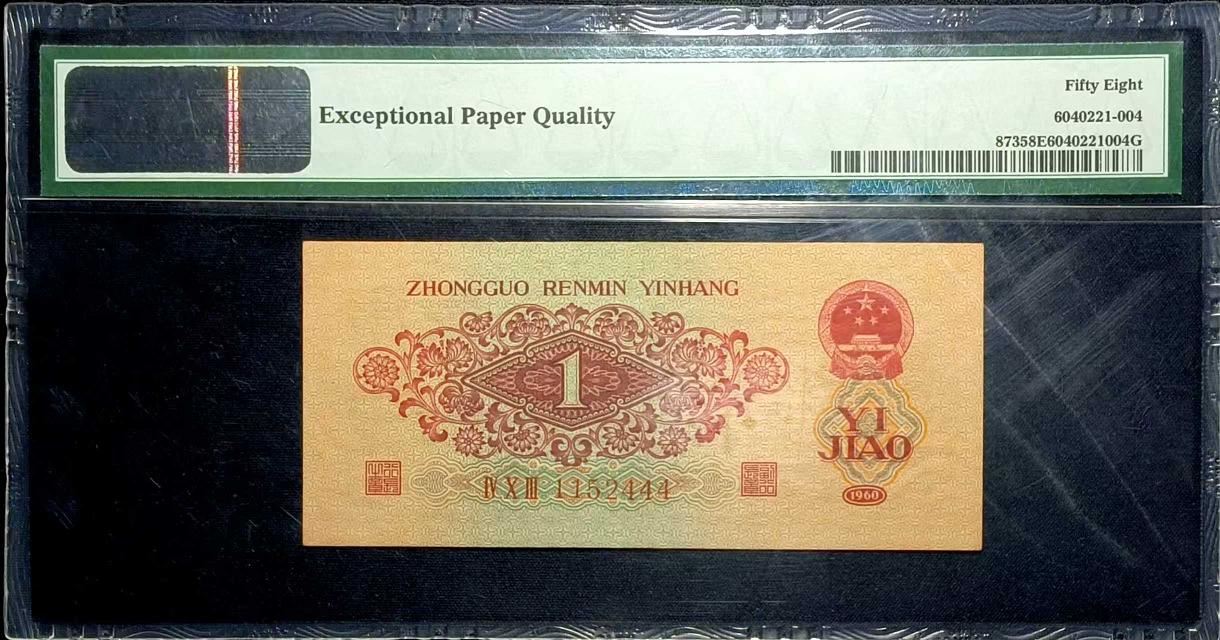 Exceptional Paper Quality
Fifty Eight
6040221-004
87358E6040221004G
ZHONGGUO RENMIN YINHANG
1
YI
JIAO
ⅣⅩⅢ 1152444
1960